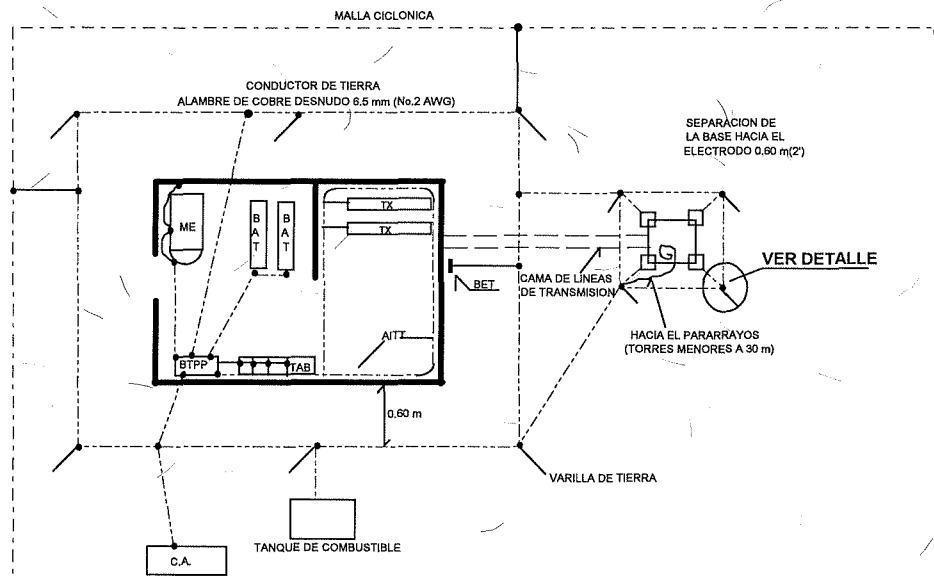 MALLA CICLONICA
CONDUCTOR DE TIERRA
ALAMBRE DE COBRE DESNUDO 6.5 mm (No.2 AWG)
SEPARACION DE
LA BASE HACIA EL
ELECTRODO 0,60 m(2')
ME
BAT
BAT
TX
TX
VER DETALLE
CAMA DE LINEAS
DE TRANSMISION
BET
HACIA EL PARARRAYOS
(TORRES MENORES A 30 m)
AITT
BTPP
TAB
0,60 m
VARILLA DE TIERRA
TANQUE DE COMBUSTIBLE
C.A.